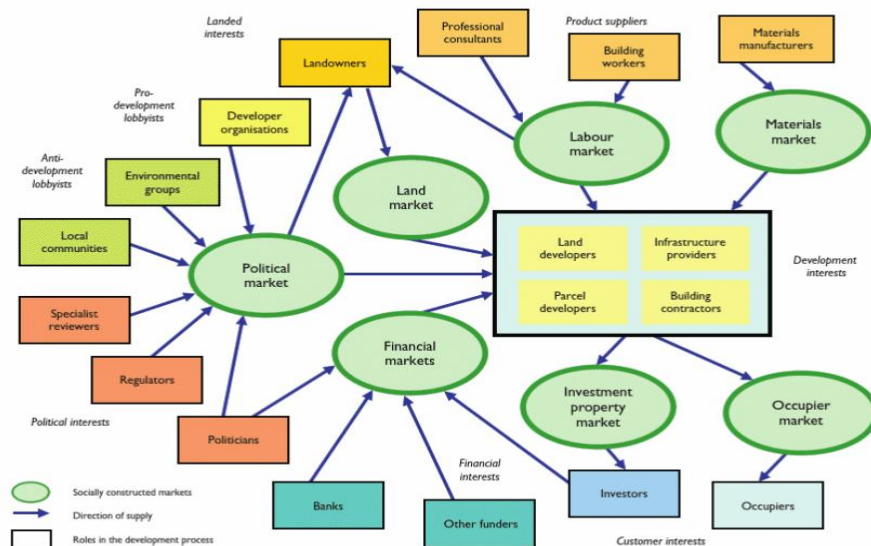 Landed
interests
Professional
consultants
Product suppliers
Building
workers
Materials
manufacturers
Landowners
Pro-
development
lobbyists
Developer
organisations
Labour
market
Materials
market
Anti-
development
lobbyists
Environmental
groups
Land
market
Local
communities
Political
market
Land
developers
Infrastructure
providers
Development
interests
Parcel
developers
Building
contractors
Specialist
reviewers
Financial
markets
Regulators
Political interests
Investment
property
market
Occupier
market
Politicians
Financial
interests
Banks
Other funders
Investors
Occupiers
Customer interests
Socially constructed markets
Direction of supply
Roles in the development process